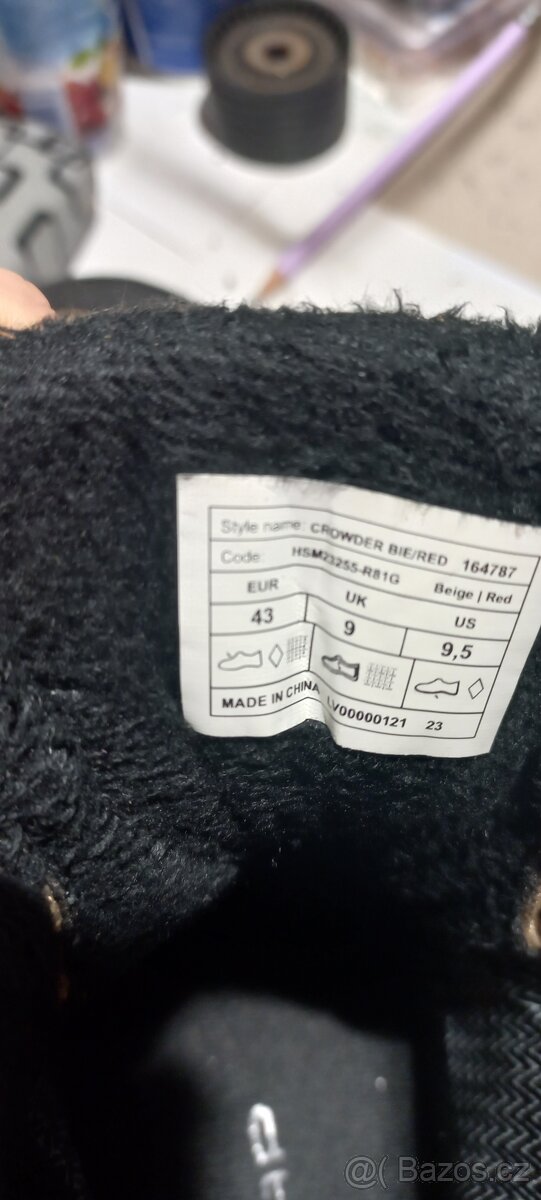 Style name: CROWDER BIE/RED 164787
Code HSM23255-R81G Beige | Red
EUR UK US
43 9 9,5
MADE IN CHINA LV00000121 23
@( Bazos.cz